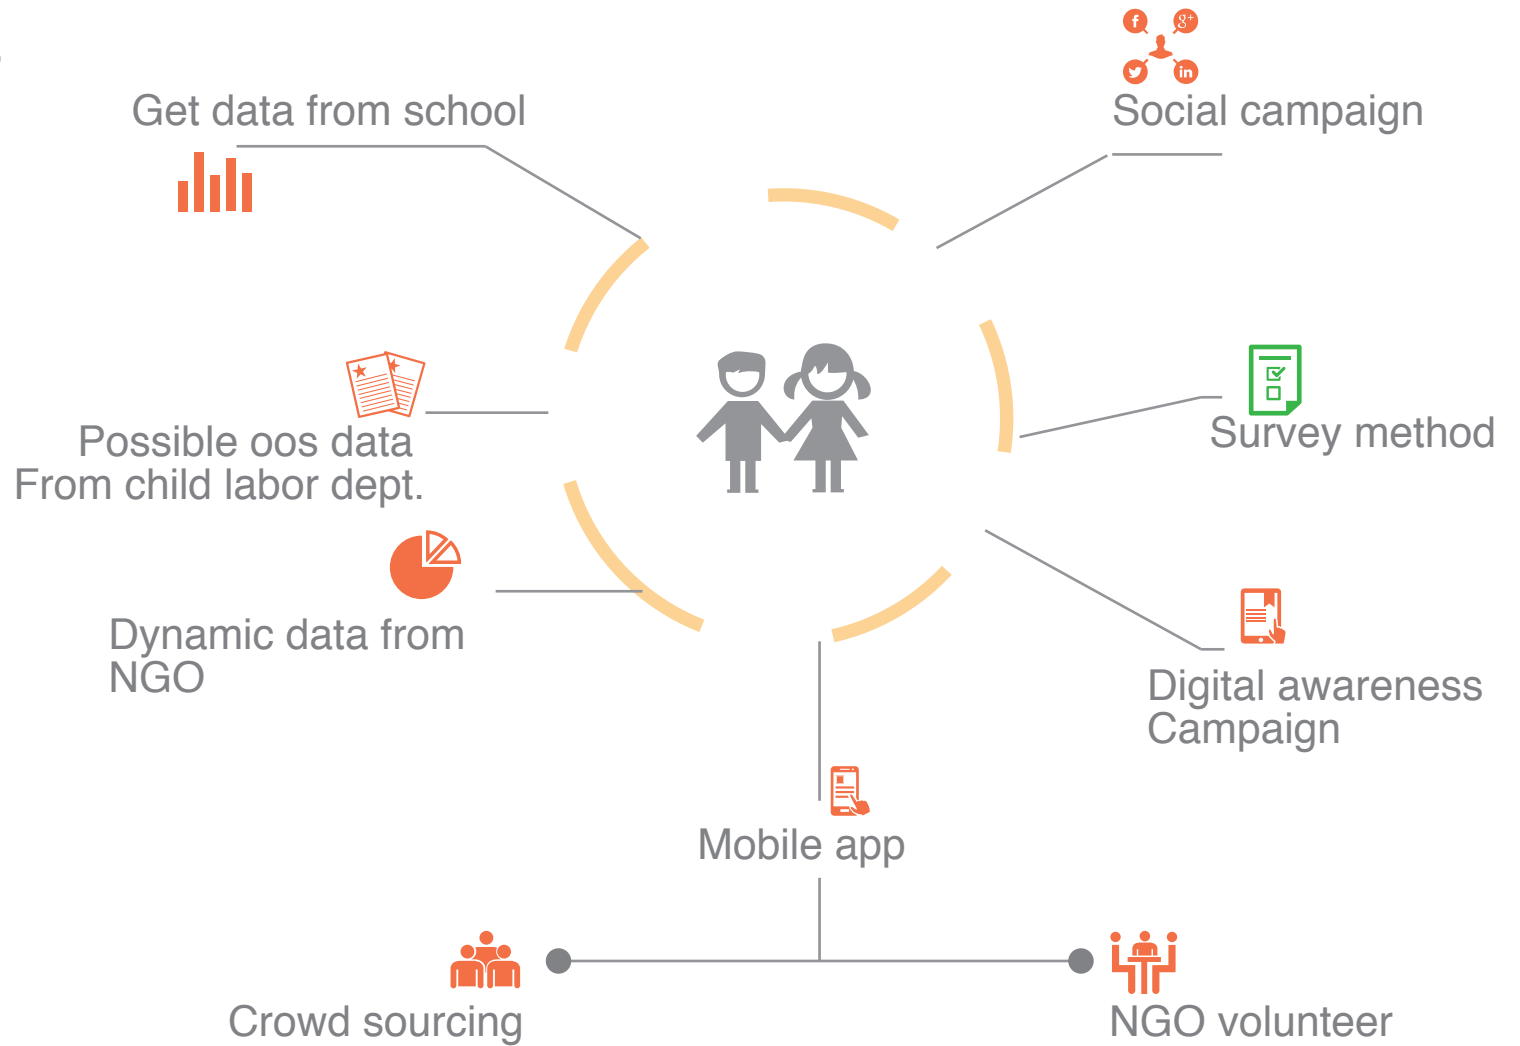 Get data from school
Social campaign
f
g+
in
Possible oos data
From child labor dept.
Survey method
Dynamic data from
NGO
Digital awareness
Campaign
Mobile app
Crowd sourcing
NGO volunteer